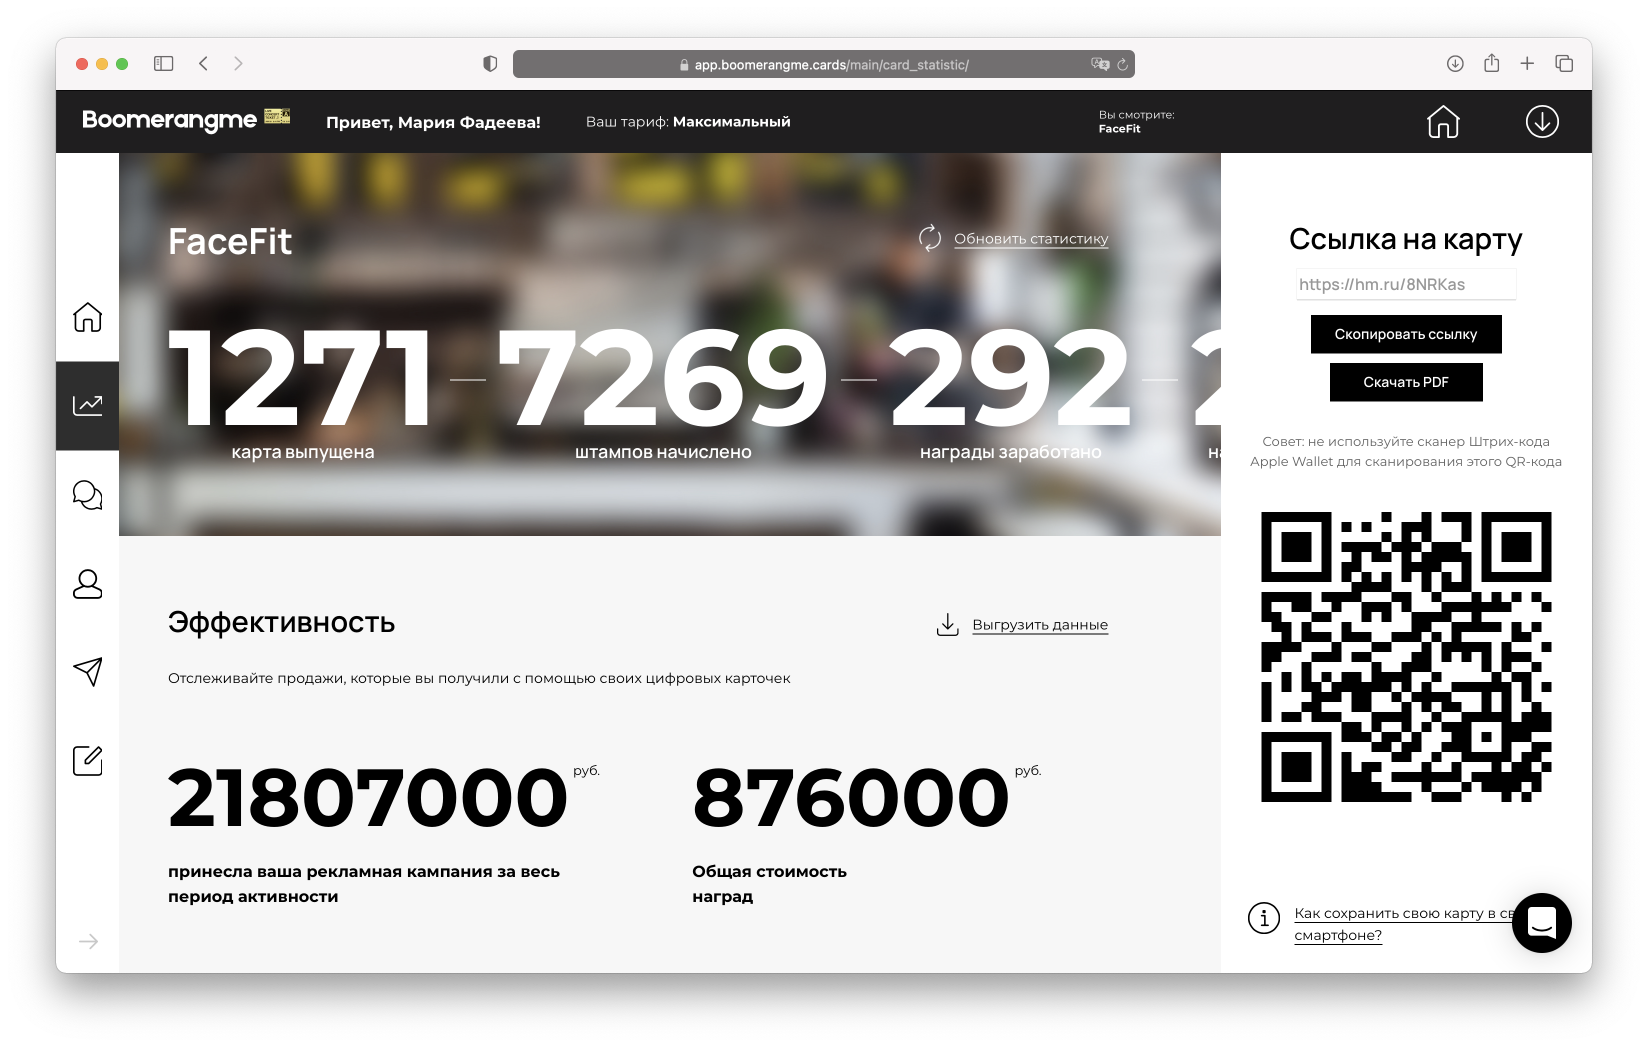 app.boomerangme.cards/main/card_statistic/
Boomerangme
Привет, Мария Фадеева!
Ваш тариф: Максимальный
Вы смотрите:
FaceFit
FaceFit
Обновить статистику
1271
7269
292
карта выпущена
штампов начислено
награды заработано
Эффективность
Выгрузить данные
Отслеживайте продажи, которые вы получили с помощью своих цифровых карточек
21807000 руб.
принесла ваша рекламная кампания за весь
период активности
876000 руб.
Общая стоимость
наград
Ссылка на карту
https://hm.ru/8NRKas
Скопировать ссылку
Скачать PDF
Совет: не используйте сканер Штрих-кода
Apple Wallet для сканирования этого QR-кода
Как сохранить свою карту в
смартфоне?